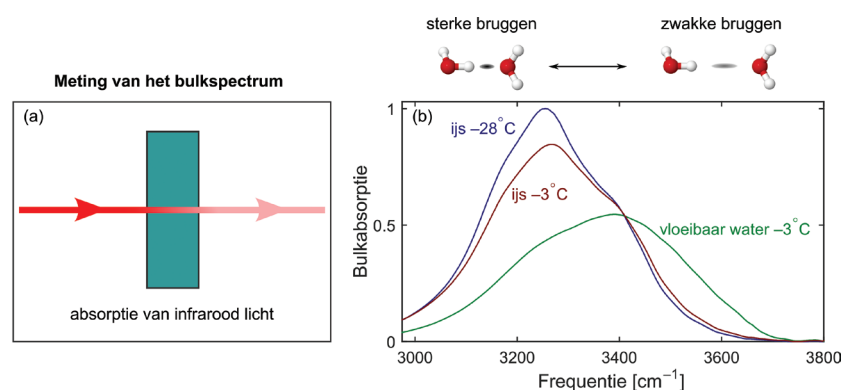 sterke bruggen
zwakke bruggen
Meting van het bulkspectrum
(a)
absorptie van infrarood licht
(b)
ijs –28°C
ijs –3°C
vloeibaar water –3°C
Bulkabsorptie
1
0.5
0
3000
3200
3400
3600
3800
Frequentie [cm⁻¹]